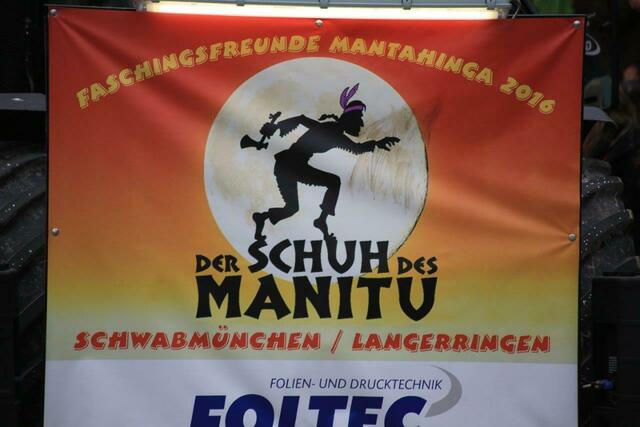 FASCHINGSFREUNDE MANTAHINGA 2016
DER SCHUH DES
MANITU
SCHWABMÜNCHEN / LANGERRINGEN
FOLIEN- UND DRUCKTECHNIK
FOLTEC